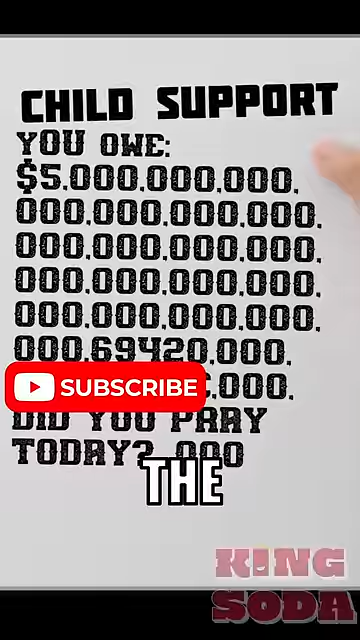 CHILD SUPPORT
YOU OWE:
$5,000,000,000,
000,000,000,000,
000,000,000,000,
000,000,000,000,
000,000,000,000,
000,69420,000,
SUBSCRIBE ,000,
DID YOU PRAY
TODAY? 000
THE
KING
SODA